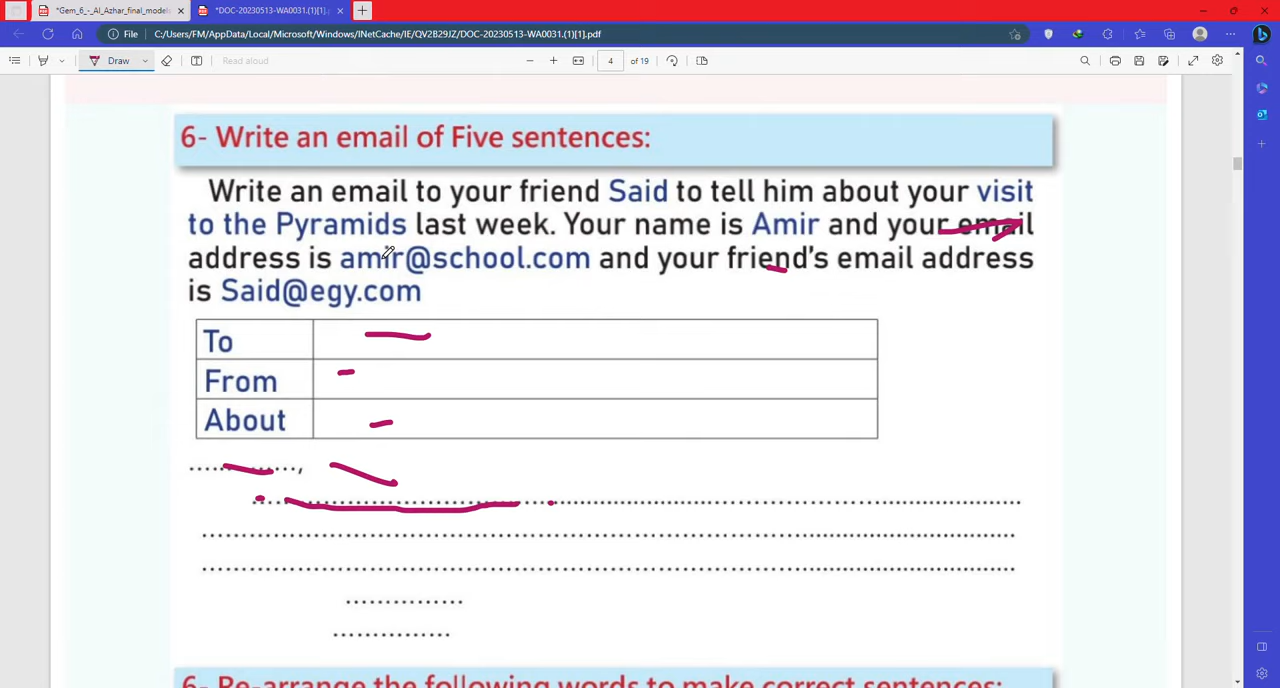 *Gem_6_-_Al_Azhar_final_models
*DOC-20230513-WA0031.(1)[1].p
File C:/Users/FM/AppData/Local/Microsoft/Windows/INetCache/IE/QV2B29JZ/DOC-20230513-WA0031.(1)[1].pdf
Draw Read aloud 4 of 19
6- Write an email of Five sentences:
Write an email to your friend Said to tell him about your visit
to the Pyramids last week. Your name is Amir and your email
address is amir@school.com and your friend's email address
is Said@egy.com
To
From
About
..............,
6- Re-arrange the following words to make correct sentences: